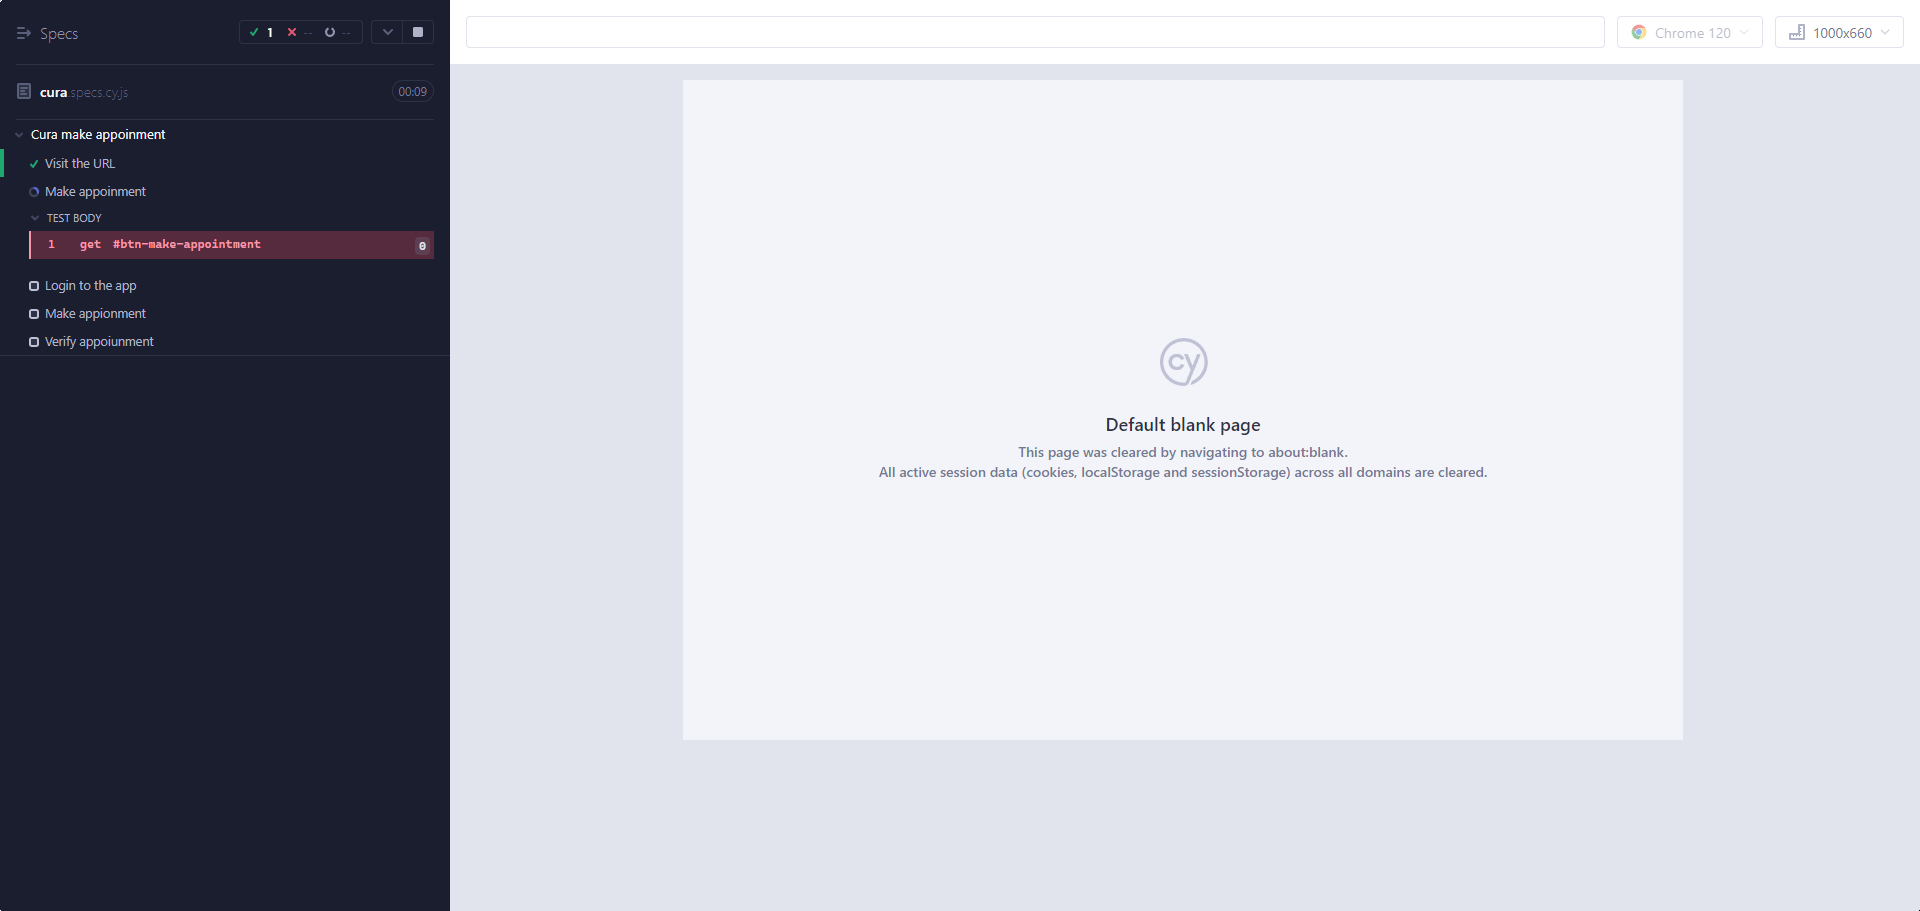 Specs
1 -- --
cura specs.cy.js
00:09
Cura make appoinment
Visit the URL
Make appoinment
TEST BODY
1 get #btn-make-appointment 0
Login to the app
Make appionment
Verify appoiunment
Chrome 120
1000x660
cy
Default blank page
This page was cleared by navigating to about:blank.
All active session data (cookies, localStorage and sessionStorage) across all domains are cleared.